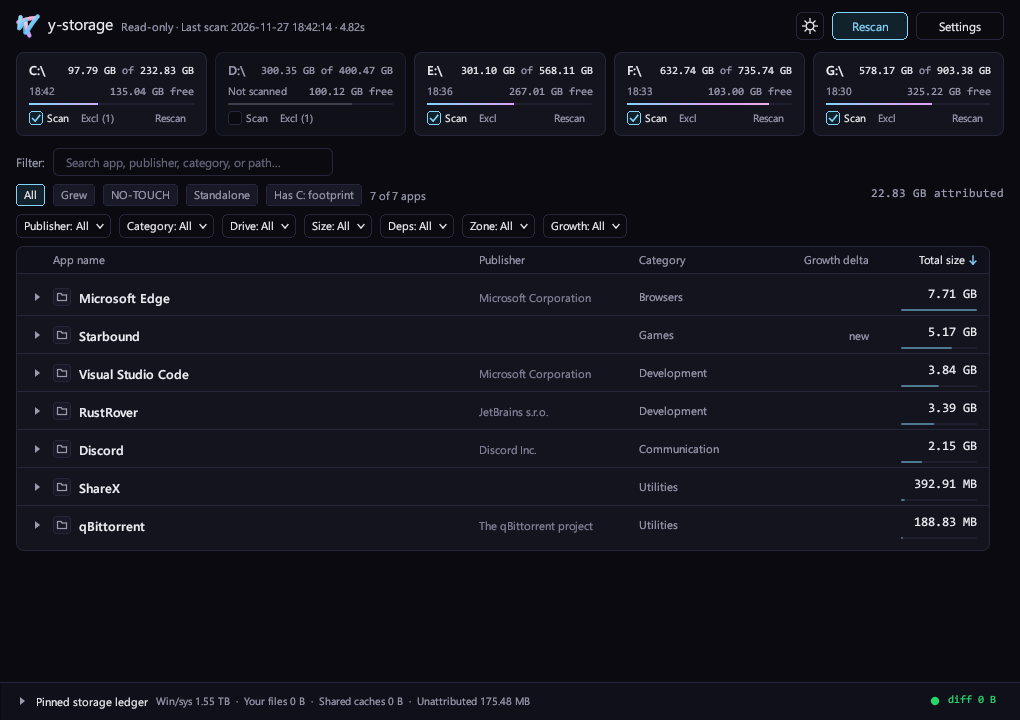 y-storage Read-only · Last scan: 2026-11-27 18:42:14 · 4.82s Rescan Settings
C:\ 97.79 GB of 232.83 GB
18:42 135.04 GB free
Scan Excl (1) Rescan
D:\ 300.35 GB of 400.47 GB
Not scanned 100.12 GB free
Scan Excl (1)
E:\ 301.10 GB of 568.11 GB
18:36 267.01 GB free
Scan Excl Rescan
F:\ 632.74 GB of 735.74 GB
18:33 103.00 GB free
Scan Excl Rescan
G:\ 578.17 GB of 903.38 GB
18:30 325.22 GB free
Scan Excl Rescan
Filter: Search app, publisher, category, or path...
All Grew NO-TOUCH Standalone Has C: footprint 7 of 7 apps 22.83 GB attributed
Publisher: All Category: All Drive: All Size: All Deps: All Zone: All Growth: All
App name Publisher Category Growth delta Total size ↓
Microsoft Edge Microsoft Corporation Browsers 7.71 GB
Starbound Games new 5.17 GB
Visual Studio Code Microsoft Corporation Development 3.84 GB
RustRover JetBrains s.r.o. Development 3.39 GB
Discord Discord Inc. Communication 2.15 GB
ShareX Utilities 392.91 MB
qBittorrent The qBittorrent project Utilities 188.83 MB
Pinned storage ledger Win/sys 1.55 TB · Your files 0 B · Shared caches 0 B · Unattributed 175.48 MB diff 0 B